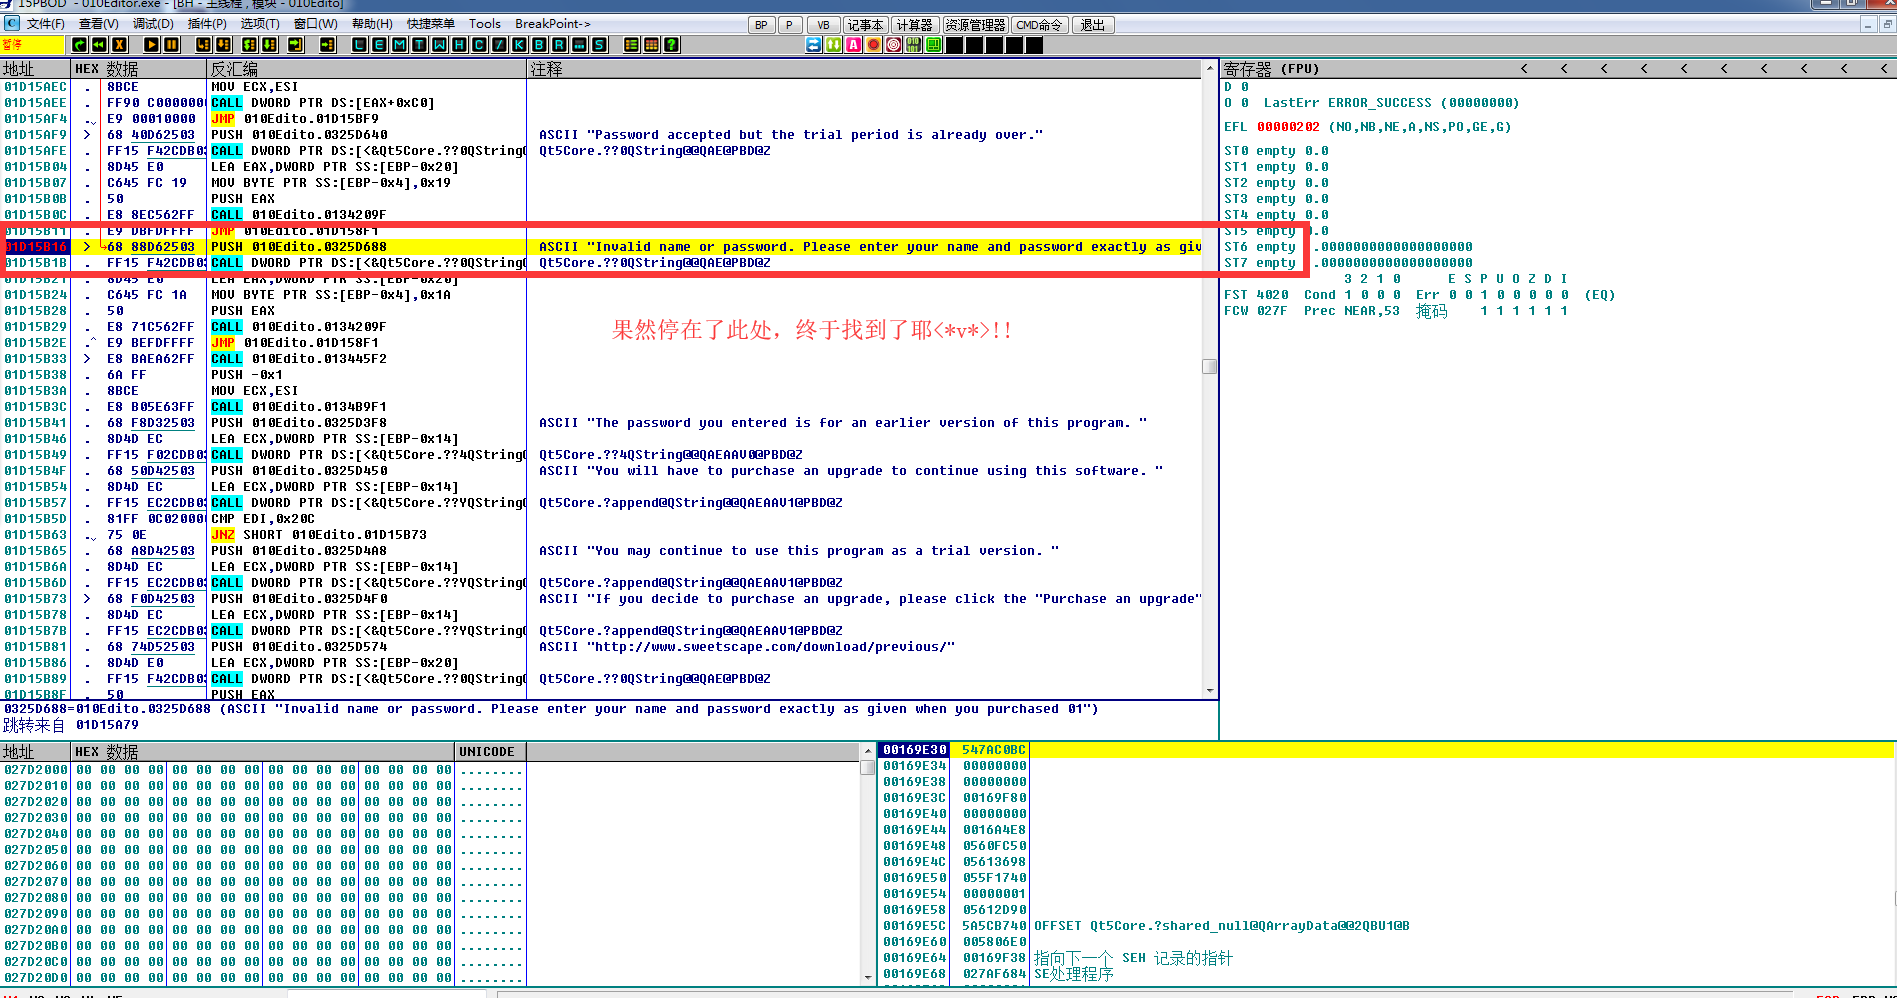 15PBOD - 010Editor.exe - [BH - 主线程, 模块 - 010Edito]
文件(F) 查看(V) 调试(D) 插件(P) 选项(T) 窗口(W) 帮助(H) 快捷菜单 Tools BreakPoint-> BP P VB 记事本 计算器 资源管理器 CMD命令 退出
暂停 L E M T W H C / K B R ... S
地址 HEX 数据 反汇编 注释
01D15AEC . 8BCE MOV ECX,ESI
01D15AEE . FF90 C0000000 CALL DWORD PTR DS:[EAX+0xC0]
01D15AF4 . E9 00010000 JMP 010Edito.01D15BF9
01D15AF9 > 68 40D62503 PUSH 010Edito.0325D640 ASCII "Password accepted but the trial period is already over."
01D15AFE . FF15 F42CDB03 CALL DWORD PTR DS:[<&Qt5Core.??0QString@ Qt5Core.??0QString@@QAE@PBD@Z
01D15B04 . 8D45 E0 LEA EAX,DWORD PTR SS:[EBP-0x20]
01D15B07 . C645 FC 19 MOV BYTE PTR SS:[EBP-0x4],0x19
01D15B0B . 50 PUSH EAX
01D15B0C . E8 8EC562FF CALL 010Edito.0134209F
01D15B11 . E9 DBFDFFFF JMP 010Edito.01D158F1
01D15B16 > 68 88D62503 PUSH 010Edito.0325D688 ASCII "Invalid name or password. Please enter your name and password exactly as giv
01D15B1B . FF15 F42CDB03 CALL DWORD PTR DS:[<&Qt5Core.??0QString@ Qt5Core.??0QString@@QAE@PBD@Z
01D15B21 . 8D45 E0 LEA EAX,DWORD PTR SS:[EBP-0x20]
01D15B24 . C645 FC 1A MOV BYTE PTR SS:[EBP-0x4],0x1A
01D15B28 . 50 PUSH EAX
01D15B29 . E8 71C562FF CALL 010Edito.0134209F
01D15B2E .^ E9 BEFDFFFF JMP 010Edito.01D158F1
01D15B33 > E8 BAEA62FF CALL 010Edito.013445F2
01D15B38 . 6A FF PUSH -0x1
01D15B3A . 8BCE MOV ECX,ESI
01D15B3C . E8 B05E63FF CALL 010Edito.0134B9F1
01D15B41 . 68 F8D32503 PUSH 010Edito.0325D3F8 ASCII "The password you entered is for an earlier version of this program. "
01D15B46 . 8D4D EC LEA ECX,DWORD PTR SS:[EBP-0x14]
01D15B49 . FF15 F02CDB03 CALL DWORD PTR DS:[<&Qt5Core.??4QString@ Qt5Core.??4QString@@QAEAAV0@PBD@Z
01D15B4F . 68 50D42503 PUSH 010Edito.0325D450 ASCII "You will have to purchase an upgrade to continue using this software. "
01D15B54 . 8D4D EC LEA ECX,DWORD PTR SS:[EBP-0x14]
01D15B57 . FF15 EC2CDB03 CALL DWORD PTR DS:[<&Qt5Core.??YQString@ Qt5Core.?append@QString@@QAEAAV1@PBD@Z
01D15B5D . 81FF 0C020000 CMP EDI,0x20C
01D15B63 . 75 0E JNZ SHORT 010Edito.01D15B73
01D15B65 . 68 A8D42503 PUSH 010Edito.0325D4A8 ASCII "You may continue to use this program as a trial version. "
01D15B6A . 8D4D EC LEA ECX,DWORD PTR SS:[EBP-0x14]
01D15B6D . FF15 EC2CDB03 CALL DWORD PTR DS:[<&Qt5Core.??YQString@ Qt5Core.?append@QString@@QAEAAV1@PBD@Z
01D15B73 > 68 F0D42503 PUSH 010Edito.0325D4F0 ASCII "If you decide to purchase an upgrade, please click the "Purchase an upgrade"
01D15B78 . 8D4D EC LEA ECX,DWORD PTR SS:[EBP-0x14]
01D15B7B . FF15 EC2CDB03 CALL DWORD PTR DS:[<&Qt5Core.??YQString@ Qt5Core.?append@QString@@QAEAAV1@PBD@Z
01D15B81 . 68 74D52503 PUSH 010Edito.0325D574 ASCII "http://www.sweetscape.com/download/previous/"
01D15B86 . 8D4D E0 LEA ECX,DWORD PTR SS:[EBP-0x20]
01D15B89 . FF15 F42CDB03 CALL DWORD PTR DS:[<&Qt5Core.??0QString@ Qt5Core.??0QString@@QAE@PBD@Z
01D15B8F . 50 PUSH EAX
果然停在了此处，终于找到了耶<*v*>!!
0325D688=010Edito.0325D688 (ASCII "Invalid name or password. Please enter your name and password exactly as given when you purchased 01")
跳转来自 01D15A79
寄存器 (FPU) < < < < < < < < < <
D 0
O 0 LastErr ERROR_SUCCESS (00000000)
EFL 00000202 (NO,NB,NE,A,NS,PO,GE,G)
ST0 empty 0.0
ST1 empty 0.0
ST2 empty 0.0
ST3 empty 0.0
ST4 empty 0.0
ST5 empty 0.0
ST6 empty .0000000000000000000
ST7 empty .0000000000000000000
3 2 1 0 E S P U O Z D I
FST 4020 Cond 1 0 0 0 Err 0 0 1 0 0 0 0 0 (EQ)
FCW 027F Prec NEAR,53 掩码 1 1 1 1 1 1
地址 HEX 数据 UNICODE
027D2000 00 00 00 00 00 00 00 00 00 00 00 00 00 00 00 00 ........
027D2010 00 00 00 00 00 00 00 00 00 00 00 00 00 00 00 00 ........
027D2020 00 00 00 00 00 00 00 00 00 00 00 00 00 00 00 00 ........
027D2030 00 00 00 00 00 00 00 00 00 00 00 00 00 00 00 00 ........
027D2040 00 00 00 00 00 00 00 00 00 00 00 00 00 00 00 00 ........
027D2050 00 00 00 00 00 00 00 00 00 00 00 00 00 00 00 00 ........
027D2060 00 00 00 00 00 00 00 00 00 00 00 00 00 00 00 00 ........
027D2070 00 00 00 00 00 00 00 00 00 00 00 00 00 00 00 00 ........
027D2080 00 00 00 00 00 00 00 00 00 00 00 00 00 00 00 00 ........
027D2090 00 00 00 00 00 00 00 00 00 00 00 00 00 00 00 00 ........
027D20A0 00 00 00 00 00 00 00 00 00 00 00 00 00 00 00 00 ........
027D20B0 00 00 00 00 00 00 00 00 00 00 00 00 00 00 00 00 ........
027D20C0 00 00 00 00 00 00 00 00 00 00 00 00 00 00 00 00 ........
027D20D0 00 00 00 00 00 00 00 00 00 00 00 00 00 00 00 00 ........
00169E30 547AC0BC
00169E34 00000000
00169E38 00000000
00169E3C 00169F80
00169E40 00000000
00169E44 0016A4E8
00169E48 0560FC50
00169E4C 05613698
00169E50 055F1740
00169E54 00000001
00169E58 05612D90
00169E5C 5A5CB740 OFFSET Qt5Core.?shared_null@QArrayData@@2QBU1@B
00169E60 005806E0
00169E64 00169F38 指向下一个 SEH 记录的指针
00169E68 027AF684 SE处理程序